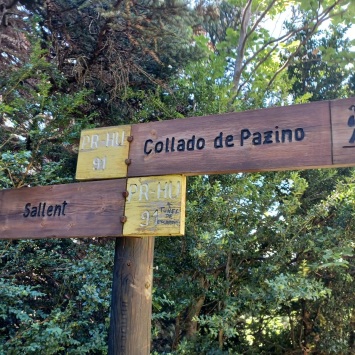 PR-HU
91
Collado de Pazino
Sallent
PR-HU
91